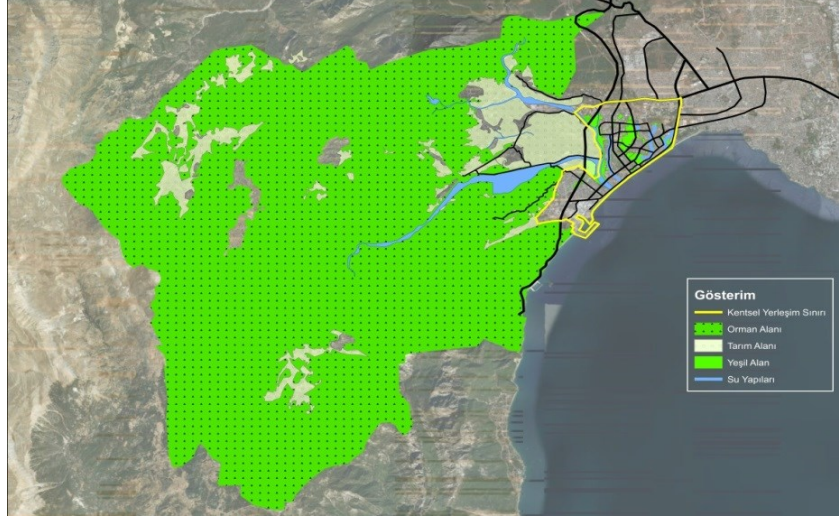 Gösterim
Kentsel Yerleşim Sınırı
Orman Alanı
Tarım Alanı
Yeşil Alan
Su Yapıları